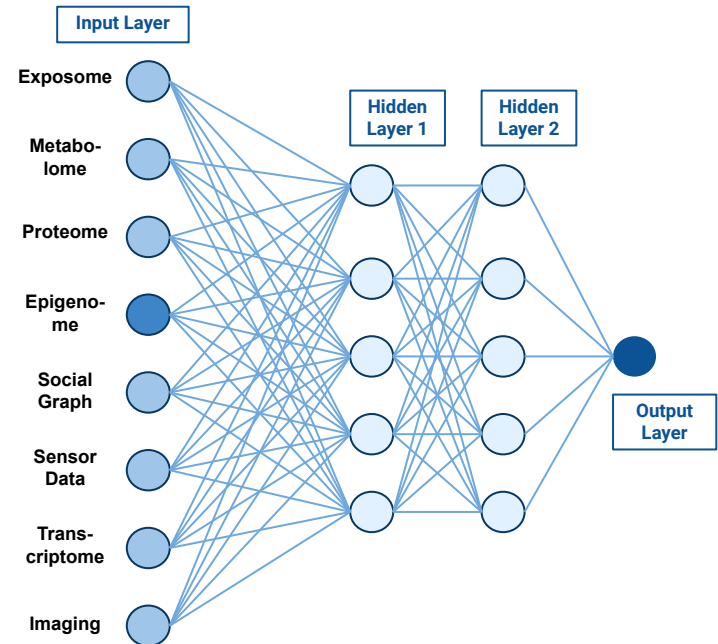 Input Layer
Exposome
Metabo-
lome
Proteome
Epigeno-
me
Social
Graph
Sensor
Data
Trans-
criptome
Imaging
Hidden
Layer 1
Hidden
Layer 2
Output
Layer